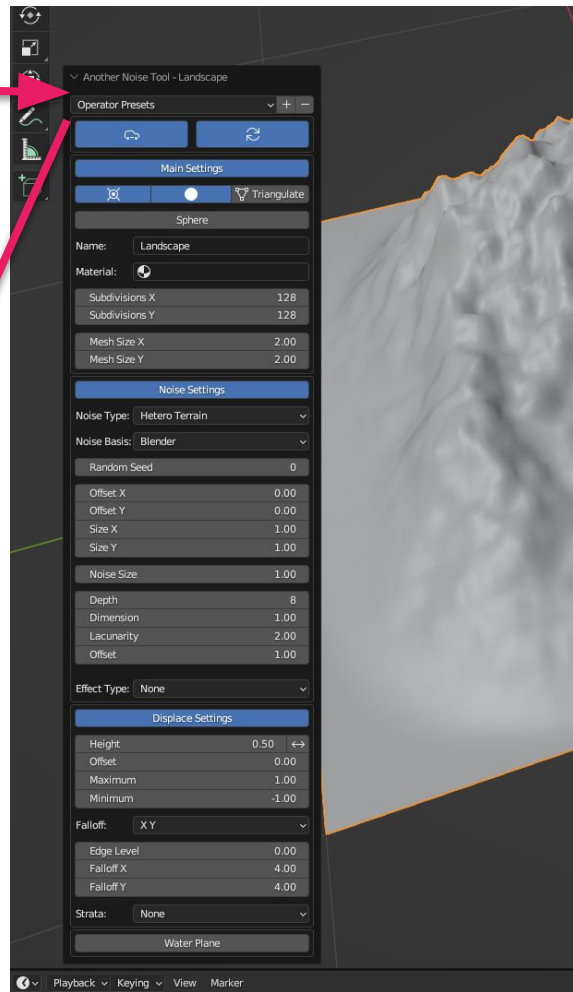 Another Noise Tool - Landscape
Operator Presets
Main Settings
Triangulate
Sphere
Name: Landscape
Material:
Subdivisions X 128
Subdivisions Y 128
Mesh Size X 2.00
Mesh Size Y 2.00
Noise Settings
Noise Type: Hetero Terrain
Noise Basis: Blender
Random Seed 0
Offset X 0.00
Offset Y 0.00
Size X 1.00
Size Y 1.00
Noise Size 1.00
Depth 8
Dimension 1.00
Lacunarity 2.00
Offset 1.00
Effect Type: None
Displace Settings
Height 0.50
Offset 0.00
Maximum 1.00
Minimum -1.00
Falloff: X Y
Edge Level 0.00
Falloff X 4.00
Falloff Y 4.00
Strata: None
Water Plane
Playback Keying View Marker